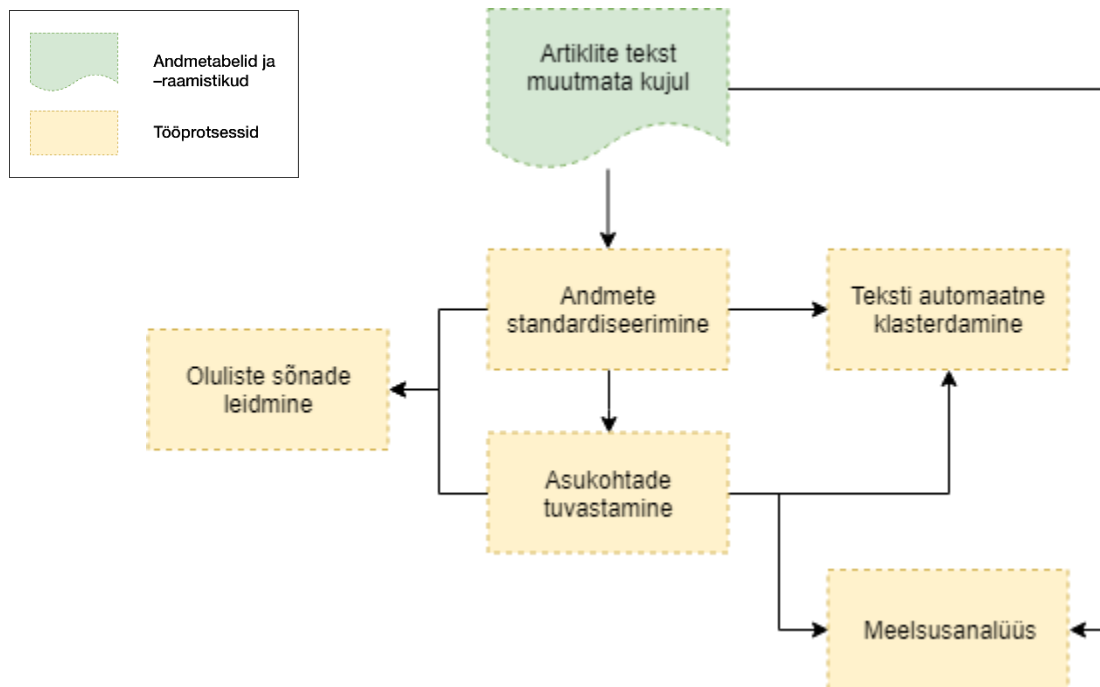 Andmetabelid ja
–raamistikud
Tööprotsessid
Artiklite tekst
muutmata kujul
Andmete
standardiseerimine
Teksti automaatne
klasterdamine
Oluliste sõnade
leidmine
Asukohtade
tuvastamine
Meelsusanalüüs